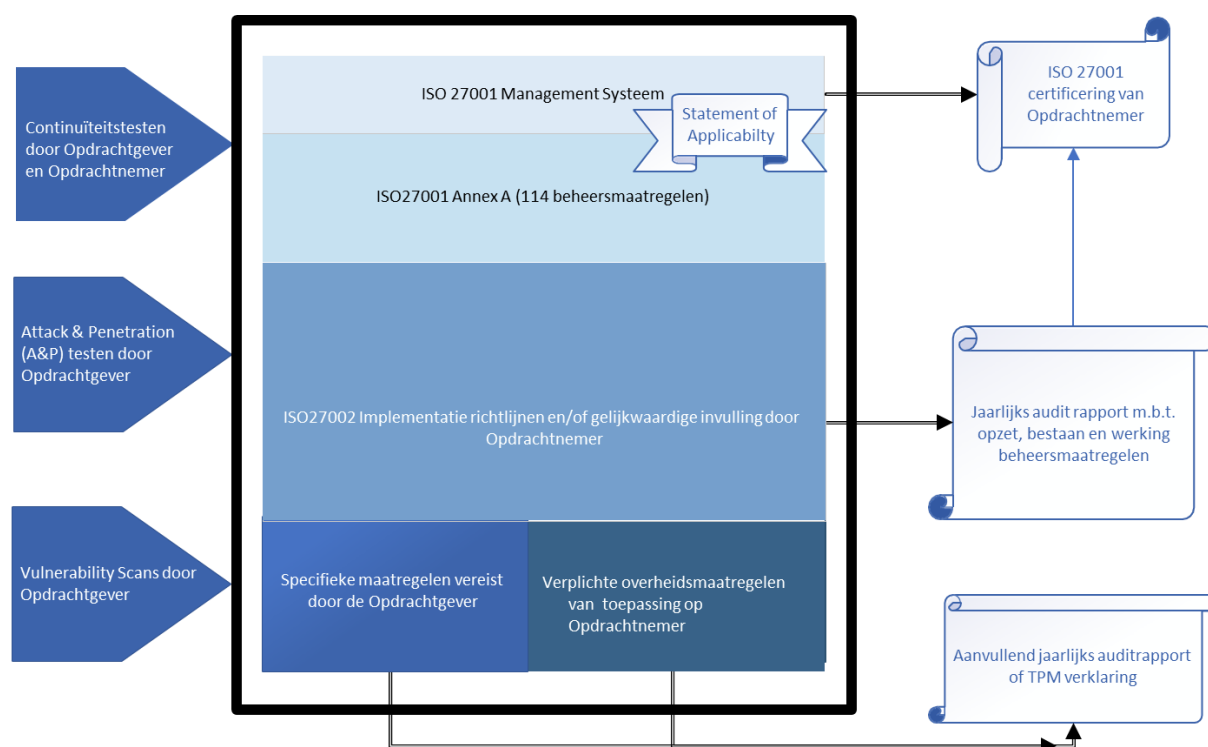 Continuïteitstesten
door Opdrachtgever
en Opdrachtnemer
Attack & Penetration
(A&P) testen door
Opdrachtgever
Vulnerability Scans door
Opdrachtgever
ISO 27001 Management Systeem
Statement of
Applicabilty
ISO27001 Annex A (114 beheersmaatregelen)
ISO27002 Implementatie richtlijnen en/of gelijkwaardige invulling door
Opdrachtnemer
Specifieke maatregelen vereist
door de Opdrachtgever
Verplichte overheidsmaatregelen
van toepassing op
Opdrachtnemer
ISO 27001
certificering van
Opdrachtnemer
Jaarlijks audit rapport m.b.t.
opzet, bestaan en werking
beheersmaatregelen
Aanvullend jaarlijks auditrapport
of TPM verklaring